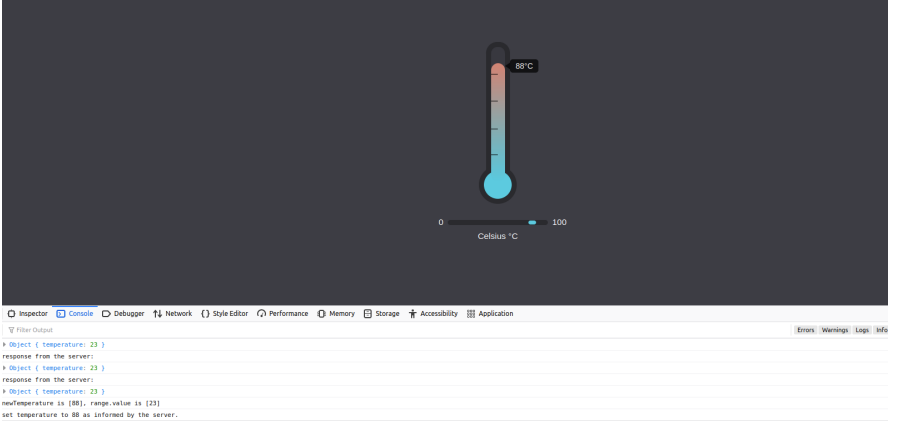 88°C
0 100
Celsius °C
Inspector Console Debugger Network Style Editor Performance Memory Storage Accessibility Application
Filter Output Errors Warnings Logs Info
Object { temperature: 23 }
response from the server:
Object { temperature: 23 }
response from the server:
Object { temperature: 23 }
newTemperature is [88], range.value is [23]
set temperature to 88 as informed by the server.